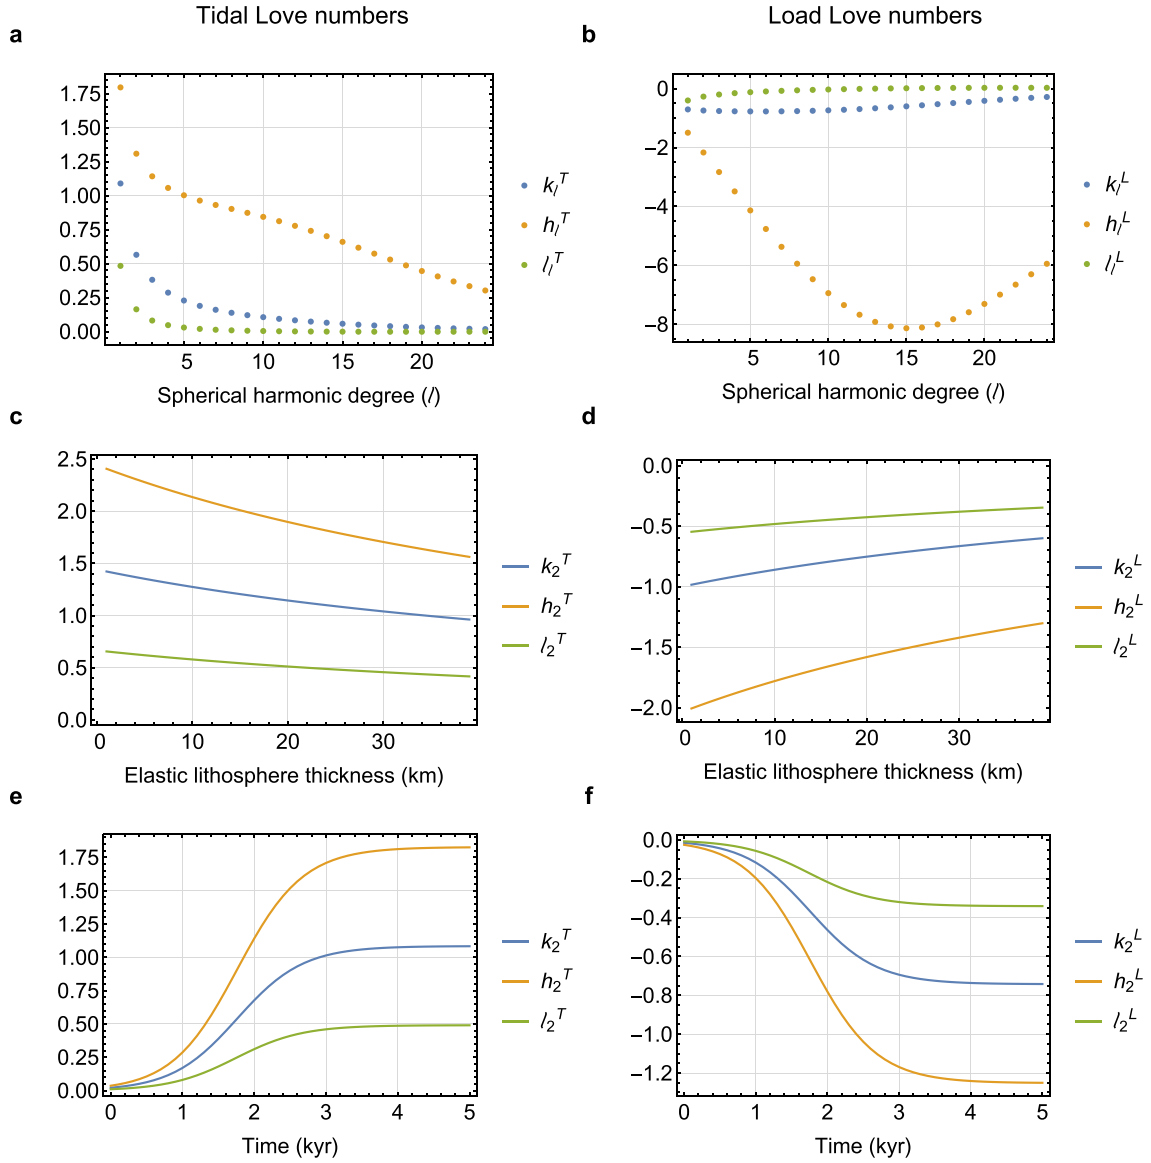 Tidal Love numbers
Load Love numbers
a
b
1.75
1.50
1.25
1.00
0.75
0.50
0.25
0.00
5
10
15
20
Spherical harmonic degree (l)
k_l^T
h_l^T
l_l^T
0
−2
−4
−6
−8
5
10
15
20
Spherical harmonic degree (l)
k_l^L
h_l^L
l_l^L
c
d
2.5
2.0
1.5
1.0
0.5
0.0
0
10
20
30
Elastic lithosphere thickness (km)
k_2^T
h_2^T
l_2^T
0.0
−0.5
−1.0
−1.5
−2.0
0
10
20
30
Elastic lithosphere thickness (km)
k_2^L
h_2^L
l_2^L
e
f
1.75
1.50
1.25
1.00
0.75
0.50
0.25
0.00
0
1
2
3
4
5
Time (kyr)
k_2^T
h_2^T
l_2^T
0.0
−0.2
−0.4
−0.6
−0.8
−1.0
−1.2
0
1
2
3
4
5
Time (kyr)
k_2^L
h_2^L
l_2^L